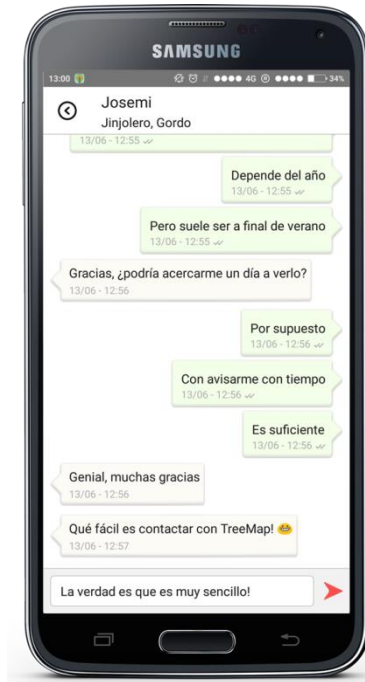 SAMSUNG
13:00 4G 34%
Josemi
Jinjolero, Gordo
13/06 - 12:55
Depende del año
13/06 - 12:55
Pero suele ser a final de verano
13/06 - 12:55
Gracias, ¿podría acercarme un día a verlo?
13/06 - 12:56
Por supuesto
13/06 - 12:56
Con avisarme con tiempo
13/06 - 12:56
Es suficiente
13/06 - 12:56
Genial, muchas gracias
13/06 - 12:56
Qué fácil es contactar con TreeMap! 😂
13/06 - 12:57
La verdad es que es muy sencillo!